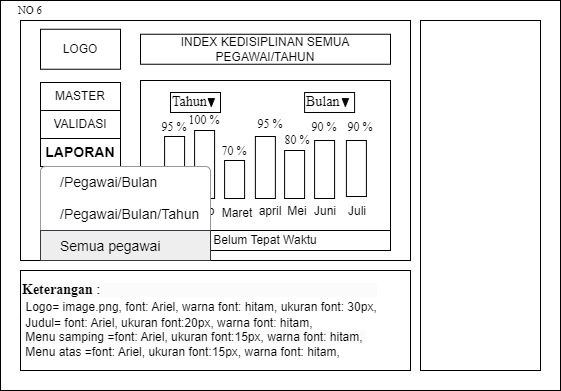 NO 6
LOGO
INDEX KEDISIPLINAN SEMUA
PEGAWAI/TAHUN
MASTER
VALIDASI
LAPORAN
/Pegawai/Bulan
/Pegawai/Bulan/Tahun
Semua pegawai
Tahun▼
Bulan▼
95 %
100 %
70 %
95 %
80 %
90 %
90 %
Maret
april
Mei
Juni
Juli
Belum Tepat Waktu
Keterangan :
Logo= image.png, font: Ariel, warna font: hitam, ukuran font: 30px,
Judul= font: Ariel, ukuran font:20px, warna font: hitam,
Menu samping =font: Ariel, ukuran font:15px, warna font: hitam,
Menu atas =font: Ariel, ukuran font:15px, warna font: hitam,